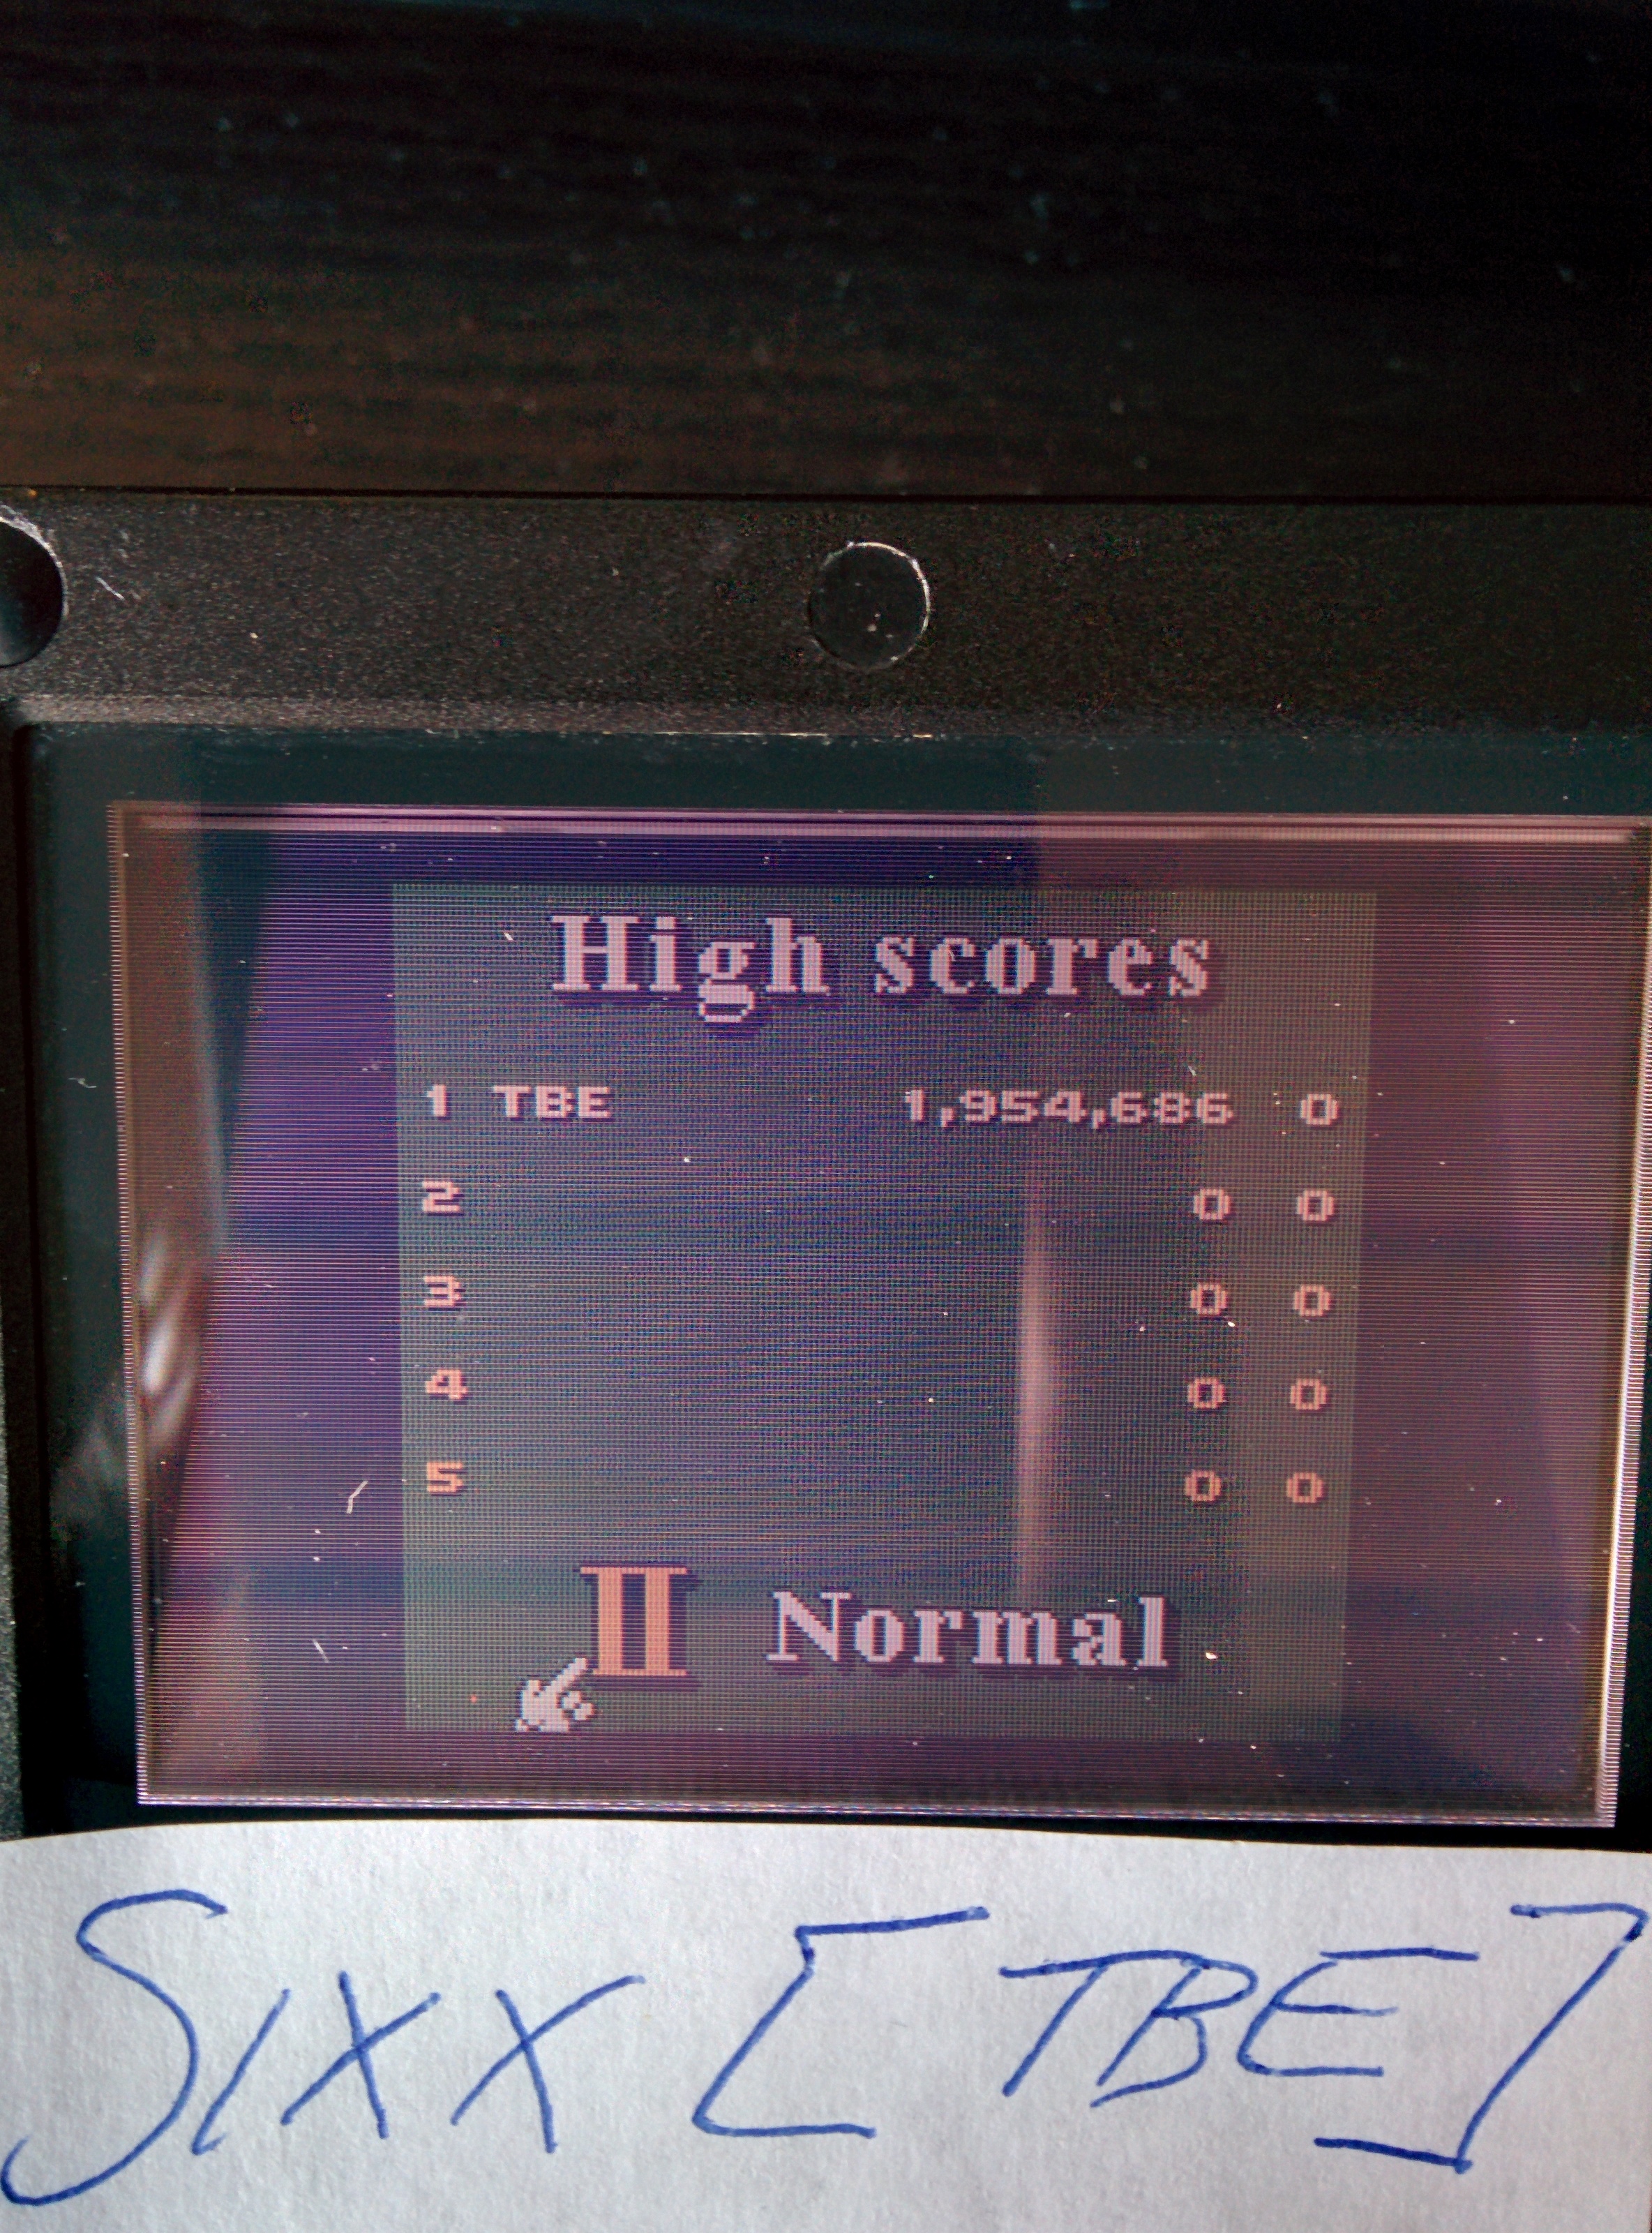 High scores
1 TBE 1,954,686 0
2 0 0
3 0 0
4 0 0
5 0 0
II Normal
SIXX [TBE]